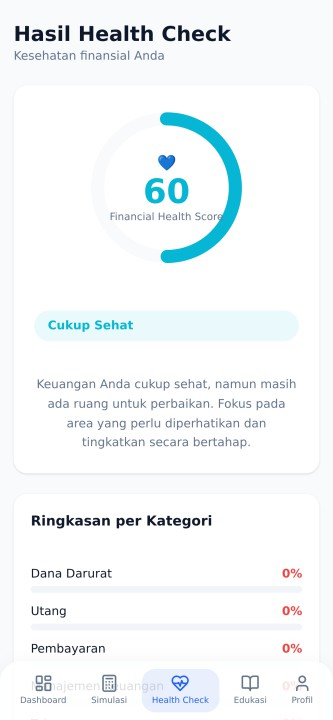 Hasil Health Check
Kesehatan finansial Anda
60
Financial Health Score
Cukup Sehat
Keuangan Anda cukup sehat, namun masih
ada ruang untuk perbaikan. Fokus pada
area yang perlu diperhatikan dan
tingkatkan secara bertahap.
Ringkasan per Kategori
Dana Darurat 0%
Utang 0%
Pembayaran 0%
Manajemen Keuangan 0%
Dashboard Simulasi Health Check Edukasi Profil